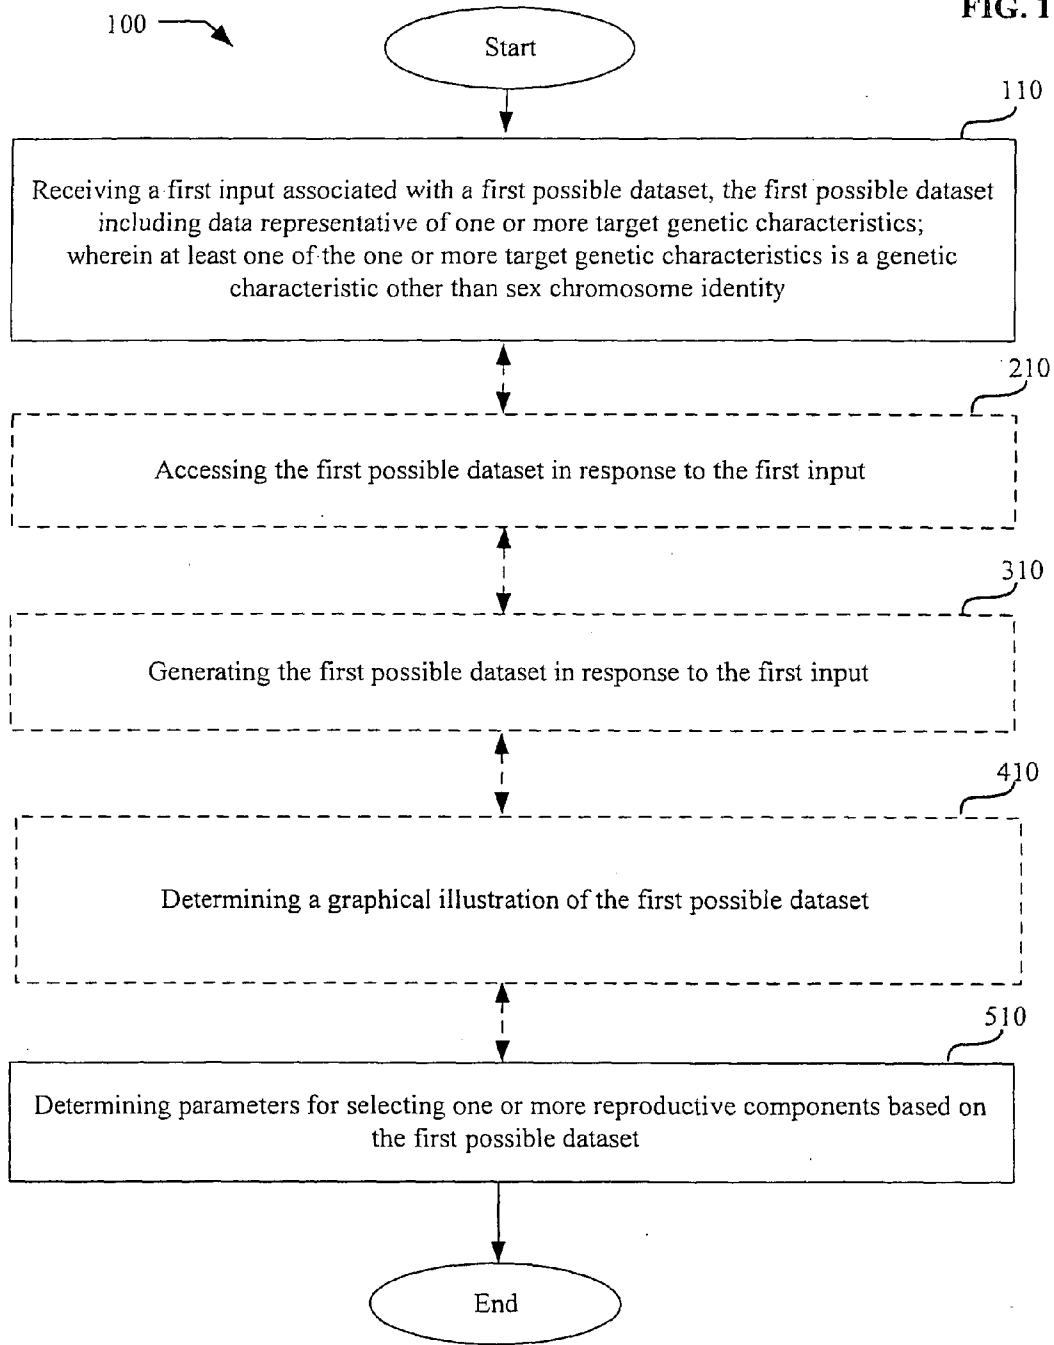 100
FIG. 1
Start
110
Receiving a first input associated with a first possible dataset, the first possible dataset
including data representative of one or more target genetic characteristics;
wherein at least one of the one or more target genetic characteristics is a genetic
characteristic other than sex chromosome identity
210
Accessing the first possible dataset in response to the first input
310
Generating the first possible dataset in response to the first input
410
Determining a graphical illustration of the first possible dataset
510
Determining parameters for selecting one or more reproductive components based on
the first possible dataset
End